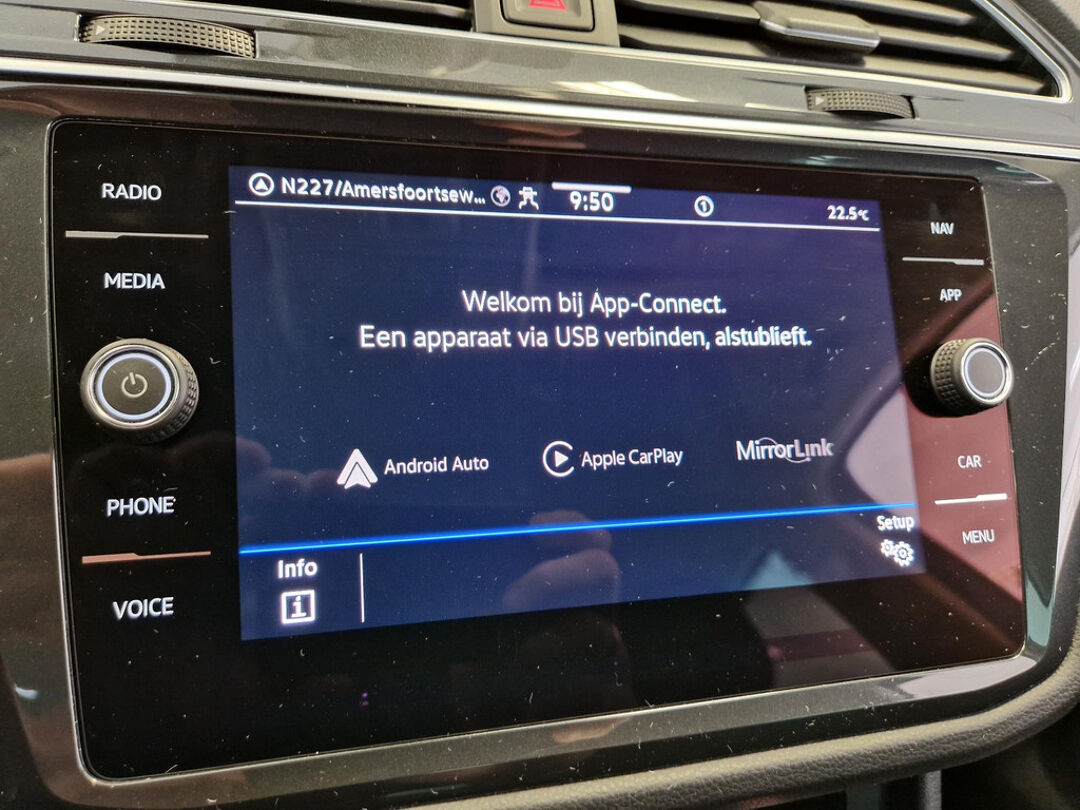 RADIO
MEDIA
PHONE
VOICE
N227/Amersfoortsew...
9:50
1
22.5°C
Welkom bij App-Connect.
Een apparaat via USB verbinden, alstublieft.
Android Auto
Apple CarPlay
MirrorLink
Setup
Info
i
NAV
APP
CAR
MENU